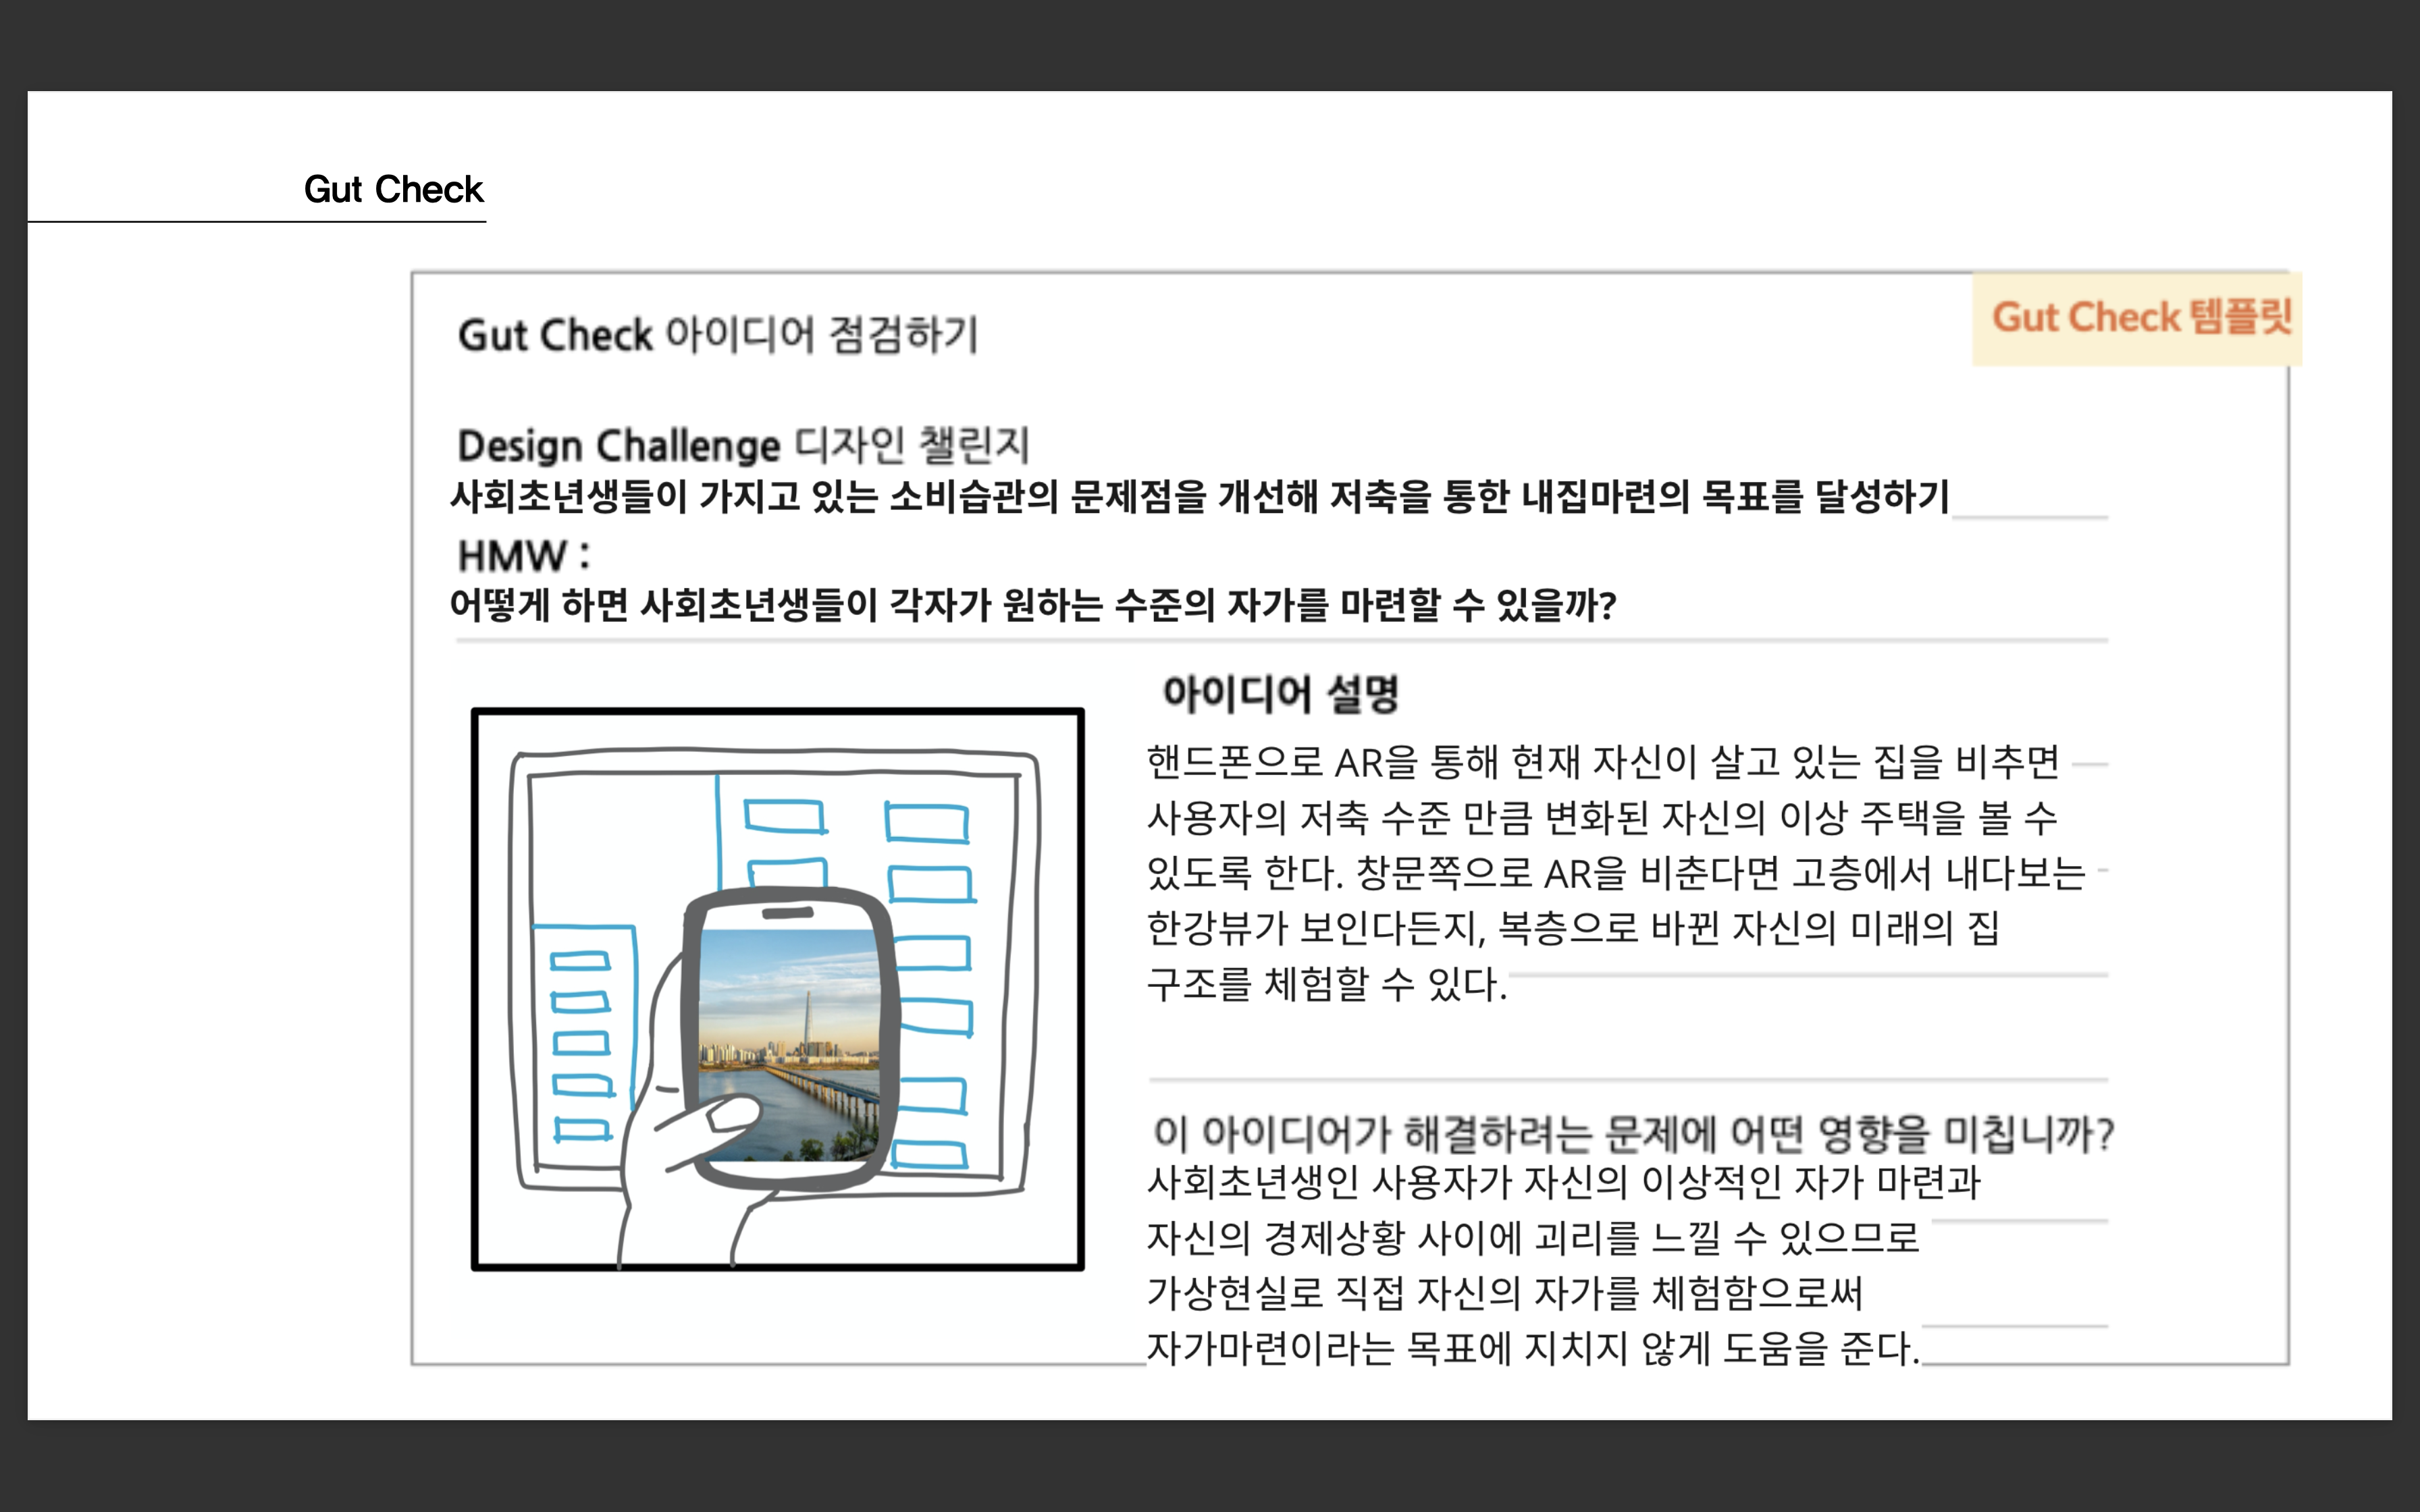 Gut Check
Gut Check 템플릿
Gut Check 아이디어 점검하기
Design Challenge 디자인 챌린지
사회초년생들이 가지고 있는 소비습관의 문제점을 개선해 저축을 통한 내집마련의 목표를 달성하기
HMW :
어떻게 하면 사회초년생들이 각자가 원하는 수준의 자가를 마련할 수 있을까?
아이디어 설명
핸드폰으로 AR을 통해 현재 자신이 살고 있는 집을 비추면
사용자의 저축 수준 만큼 변화된 자신의 이상 주택을 볼 수
있도록 한다. 창문쪽으로 AR을 비춘다면 고층에서 내다보는
한강뷰가 보인다든지, 복층으로 바뀐 자신의 미래의 집
구조를 체험할 수 있다.
이 아이디어가 해결하려는 문제에 어떤 영향을 미칩니까?
사회초년생인 사용자가 자신의 이상적인 자가 마련과
자신의 경제상황 사이에 괴리를 느낄 수 있으므로
가상현실로 직접 자신의 자가를 체험함으로써
자가마련이라는 목표에 지치지 않게 도움을 준다.